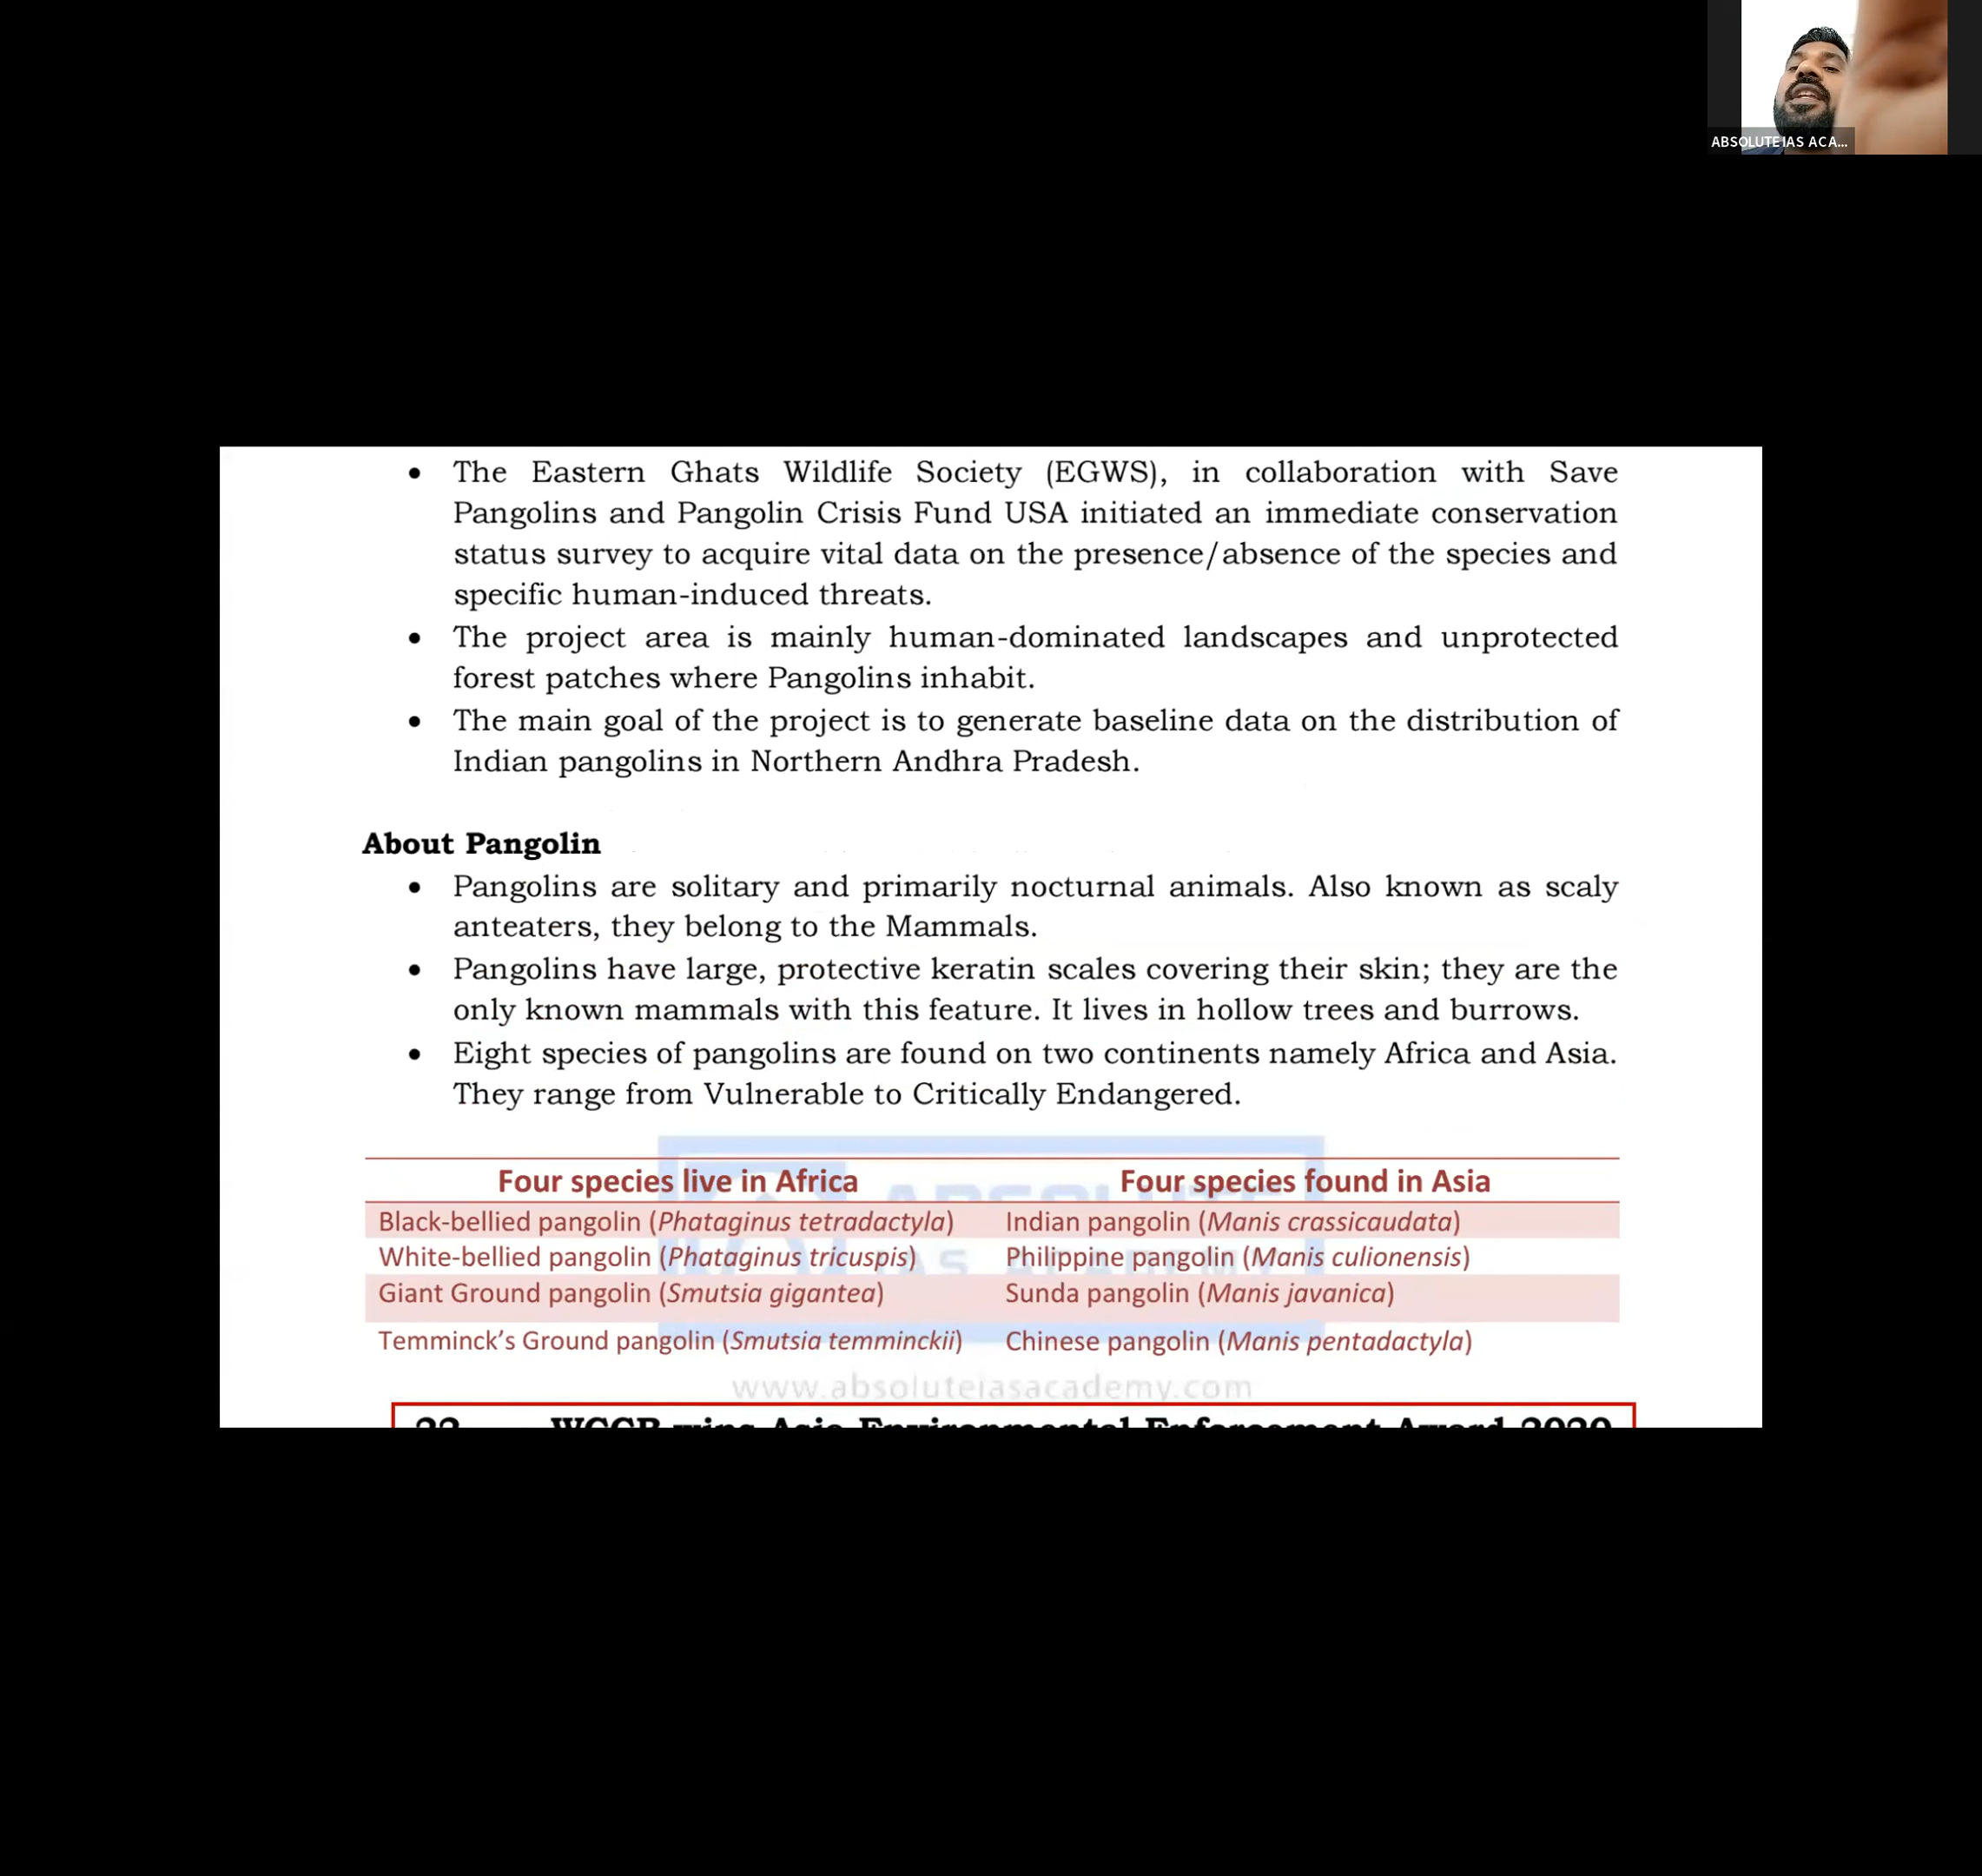 ABSOLUTE IAS ACA...
• The Eastern Ghats Wildlife Society (EGWS), in collaboration with Save
Pangolins and Pangolin Crisis Fund USA initiated an immediate conservation
status survey to acquire vital data on the presence/absence of the species and
specific human-induced threats.
• The project area is mainly human-dominated landscapes and unprotected
forest patches where Pangolins inhabit.
• The main goal of the project is to generate baseline data on the distribution of
Indian pangolins in Northern Andhra Pradesh.
About Pangolin
• Pangolins are solitary and primarily nocturnal animals. Also known as scaly
anteaters, they belong to the Mammals.
• Pangolins have large, protective keratin scales covering their skin; they are the
only known mammals with this feature. It lives in hollow trees and burrows.
• Eight species of pangolins are found on two continents namely Africa and Asia.
They range from Vulnerable to Critically Endangered.
Four species live in Africa Four species found in Asia
Black-bellied pangolin (Phataginus tetradactyla) Indian pangolin (Manis crassicaudata)
White-bellied pangolin (Phataginus tricuspis) Philippine pangolin (Manis culionensis)
Giant Ground pangolin (Smutsia gigantea) Sunda pangolin (Manis javanica)
Temminck's Ground pangolin (Smutsia temminckii) Chinese pangolin (Manis pentadactyla)
ABSOLUTE
IAS ACADEMY
www.absoluteiasacademy.com
WCCB wins Asia Environmental Enforcement Award 2020